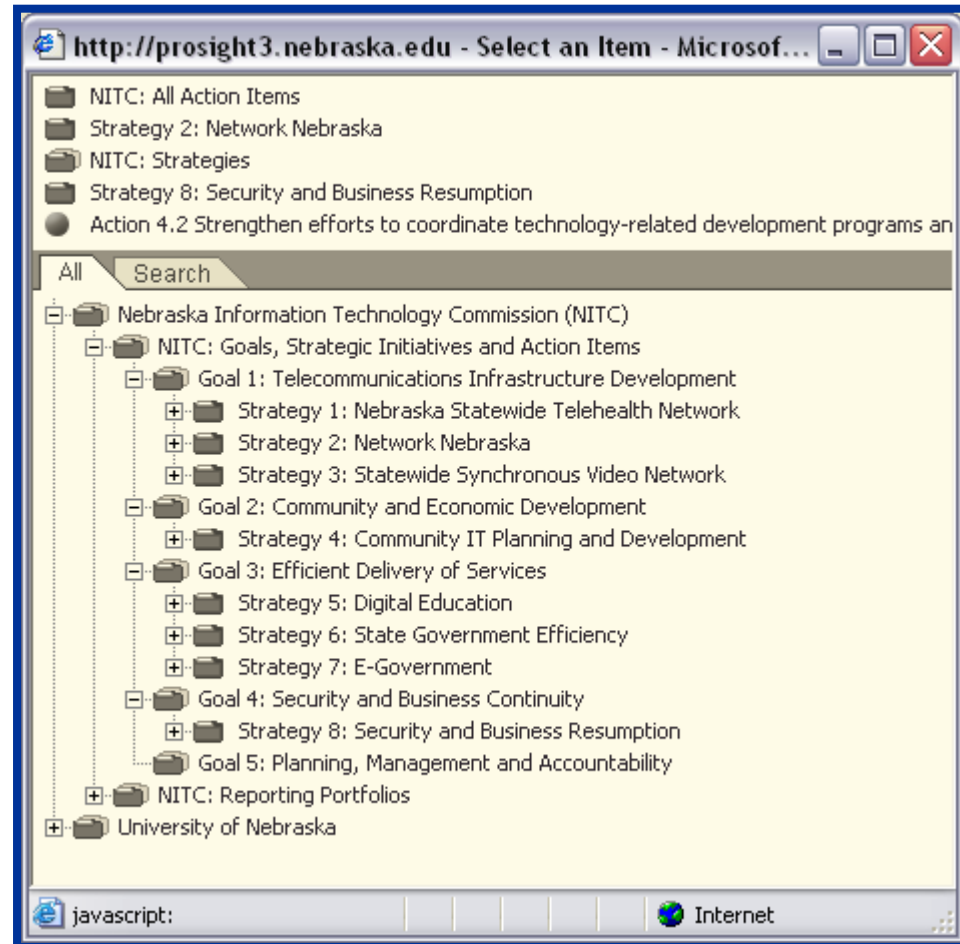 http://prosight3.nebraska.edu - Select an Item - Microsof...
NITC: All Action Items
Strategy 2: Network Nebraska
NITC: Strategies
Strategy 8: Security and Business Resumption
Action 4.2 Strengthen efforts to coordinate technology-related development programs an
All Search
Nebraska Information Technology Commission (NITC)
NITC: Goals, Strategic Initiatives and Action Items
Goal 1: Telecommunications Infrastructure Development
Strategy 1: Nebraska Statewide Telehealth Network
Strategy 2: Network Nebraska
Strategy 3: Statewide Synchronous Video Network
Goal 2: Community and Economic Development
Strategy 4: Community IT Planning and Development
Goal 3: Efficient Delivery of Services
Strategy 5: Digital Education
Strategy 6: State Government Efficiency
Strategy 7: E-Government
Goal 4: Security and Business Continuity
Strategy 8: Security and Business Resumption
Goal 5: Planning, Management and Accountability
NITC: Reporting Portfolios
University of Nebraska
javascript: Internet